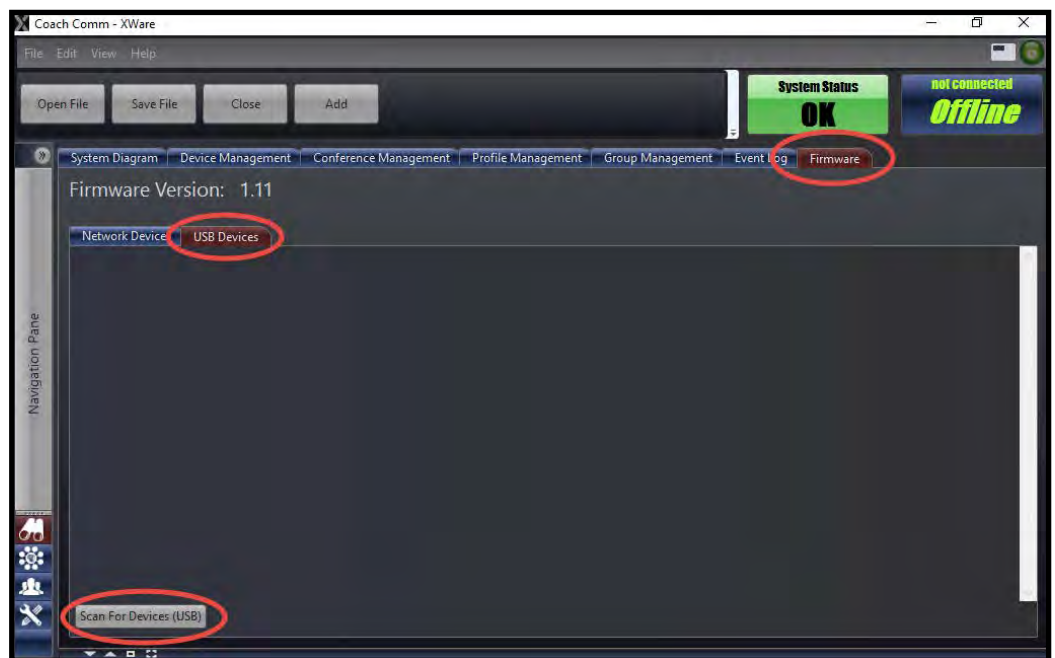 Coach Comm - XWare
File Edit View Help
Open File Save File Close Add
System Status
OK
not connected
Offline
System Diagram Device Management Conference Management Profile Management Group Management Event Log Firmware
Firmware Version: 1.11
Network Device USB Devices
Navigation Pane
Scan For Devices (USB)